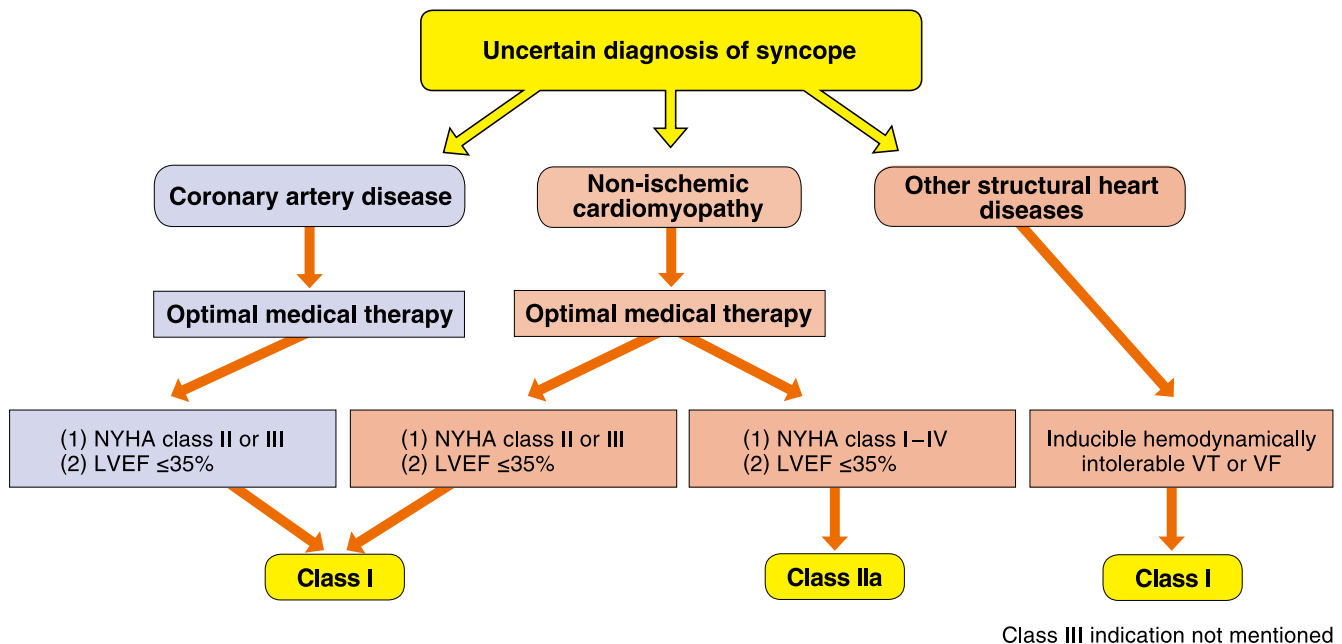 Uncertain diagnosis of syncope
Coronary artery disease
Non-ischemic
cardiomyopathy
Other structural heart
diseases
Optimal medical therapy
Optimal medical therapy
(1) NYHA class II or III
(2) LVEF ≤35%
(1) NYHA class II or III
(2) LVEF ≤35%
(1) NYHA class I–IV
(2) LVEF ≤35%
Inducible hemodynamically
intolerable VT or VF
Class I
Class IIa
Class I
Class III indication not mentioned